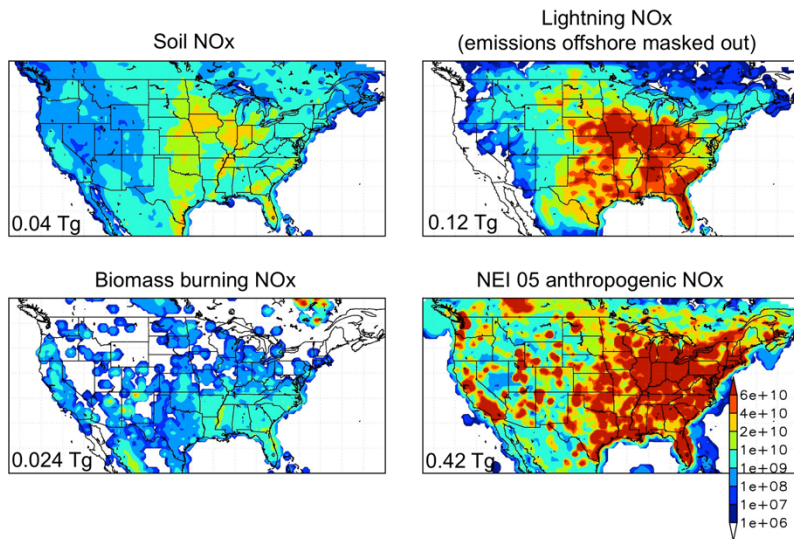 Soil NOx
Lightning NOx
(emissions offshore masked out)
0.04 Tg
0.12 Tg
Biomass burning NOx
NEI 05 anthropogenic NOx
0.024 Tg
0.42 Tg
6e+10
4e+10
2e+10
1e+10
1e+09
1e+08
1e+07
1e+06